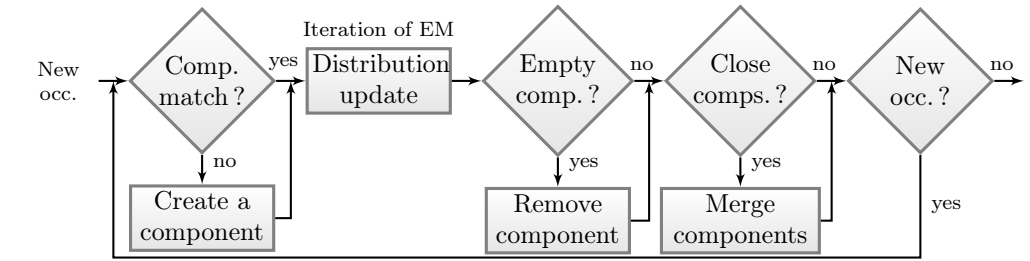 New
occ.
Comp.
match ?
yes
no
Create a
component
Iteration of EM
Distribution
update
Empty
comp. ?
no
yes
Remove
component
Close
comps. ?
no
yes
Merge
components
New
occ. ?
no
yes